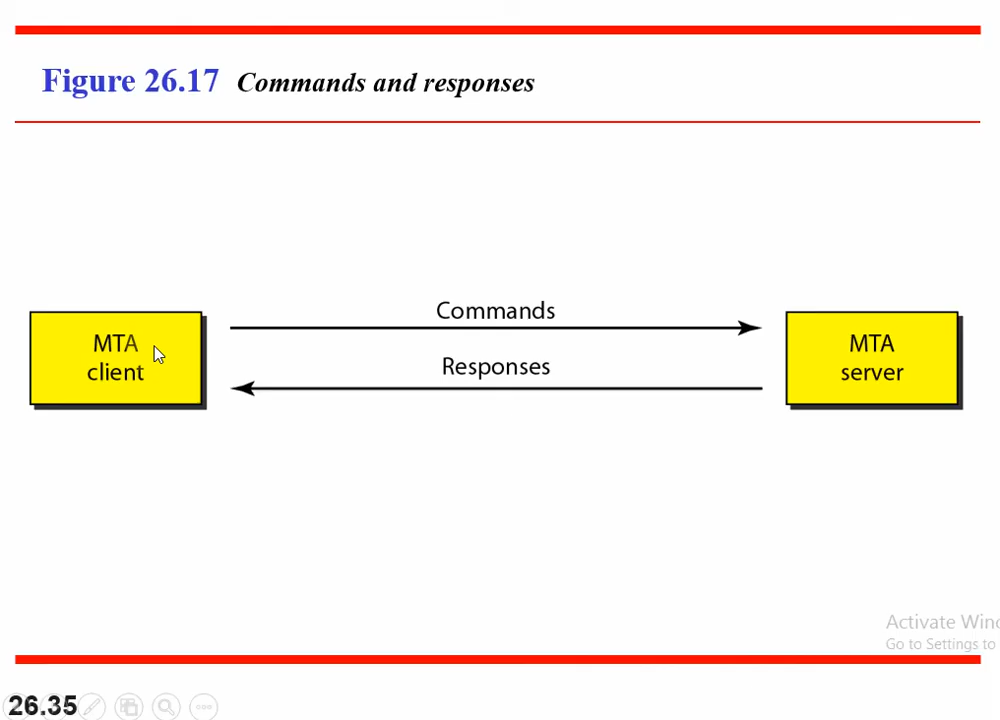 Figure 26.17 Commands and responses
Commands
MTA
client
Responses
MTA
server
Activate
Go to Settings to
26.35